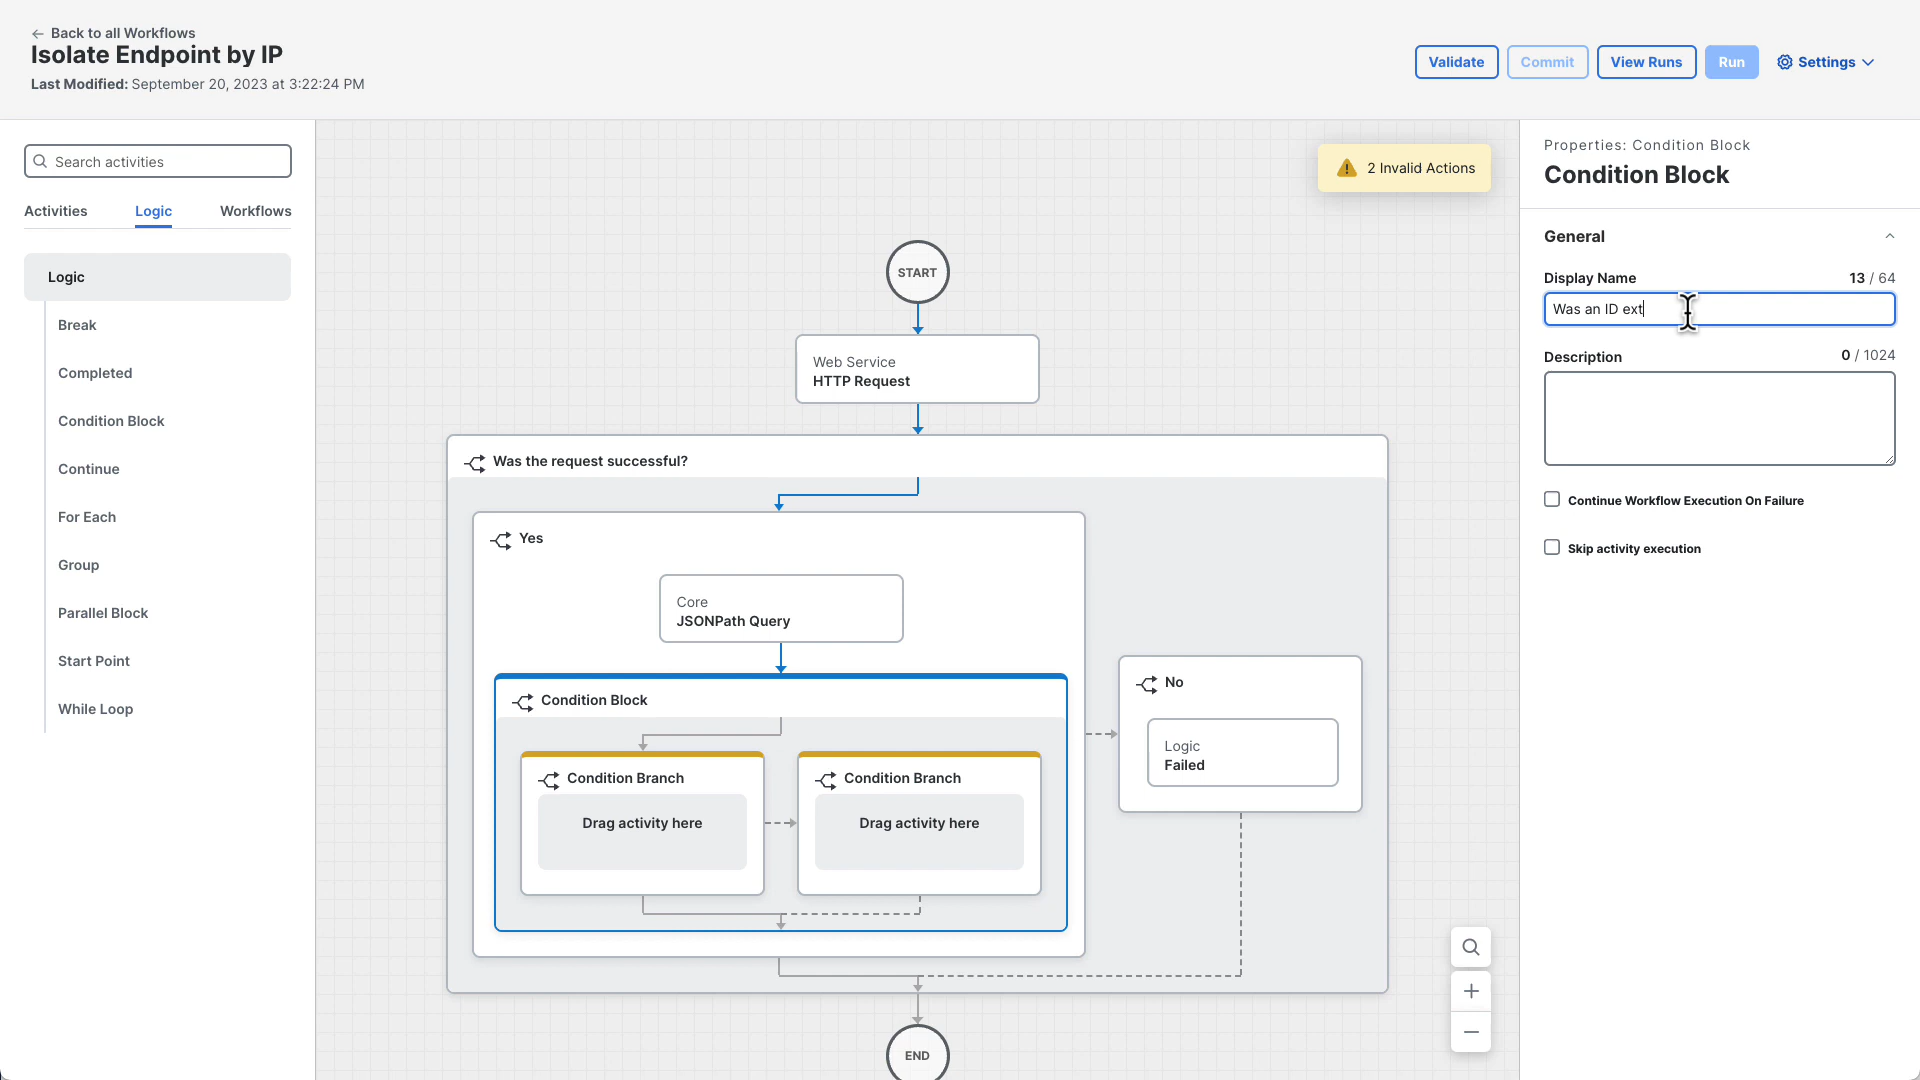 Back to all Workflows
Isolate Endpoint by IP
Last Modified: September 20, 2023 at 3:22:24 PM
Validate
Commit
View Runs
Run
Settings
Search activities
Activities
Logic
Workflows
Logic
Break
Completed
Condition Block
Continue
For Each
Group
Parallel Block
Start Point
While Loop
2 Invalid Actions
START
Web Service
HTTP Request
Was the request successful?
Yes
Core
JSONPath Query
Condition Block
Condition Branch
Drag activity here
Condition Branch
Drag activity here
No
Logic
Failed
END
Properties: Condition Block
Condition Block
General
Display Name
13 / 64
Was an ID ext
Description
0 / 1024
Continue Workflow Execution On Failure
Skip activity execution